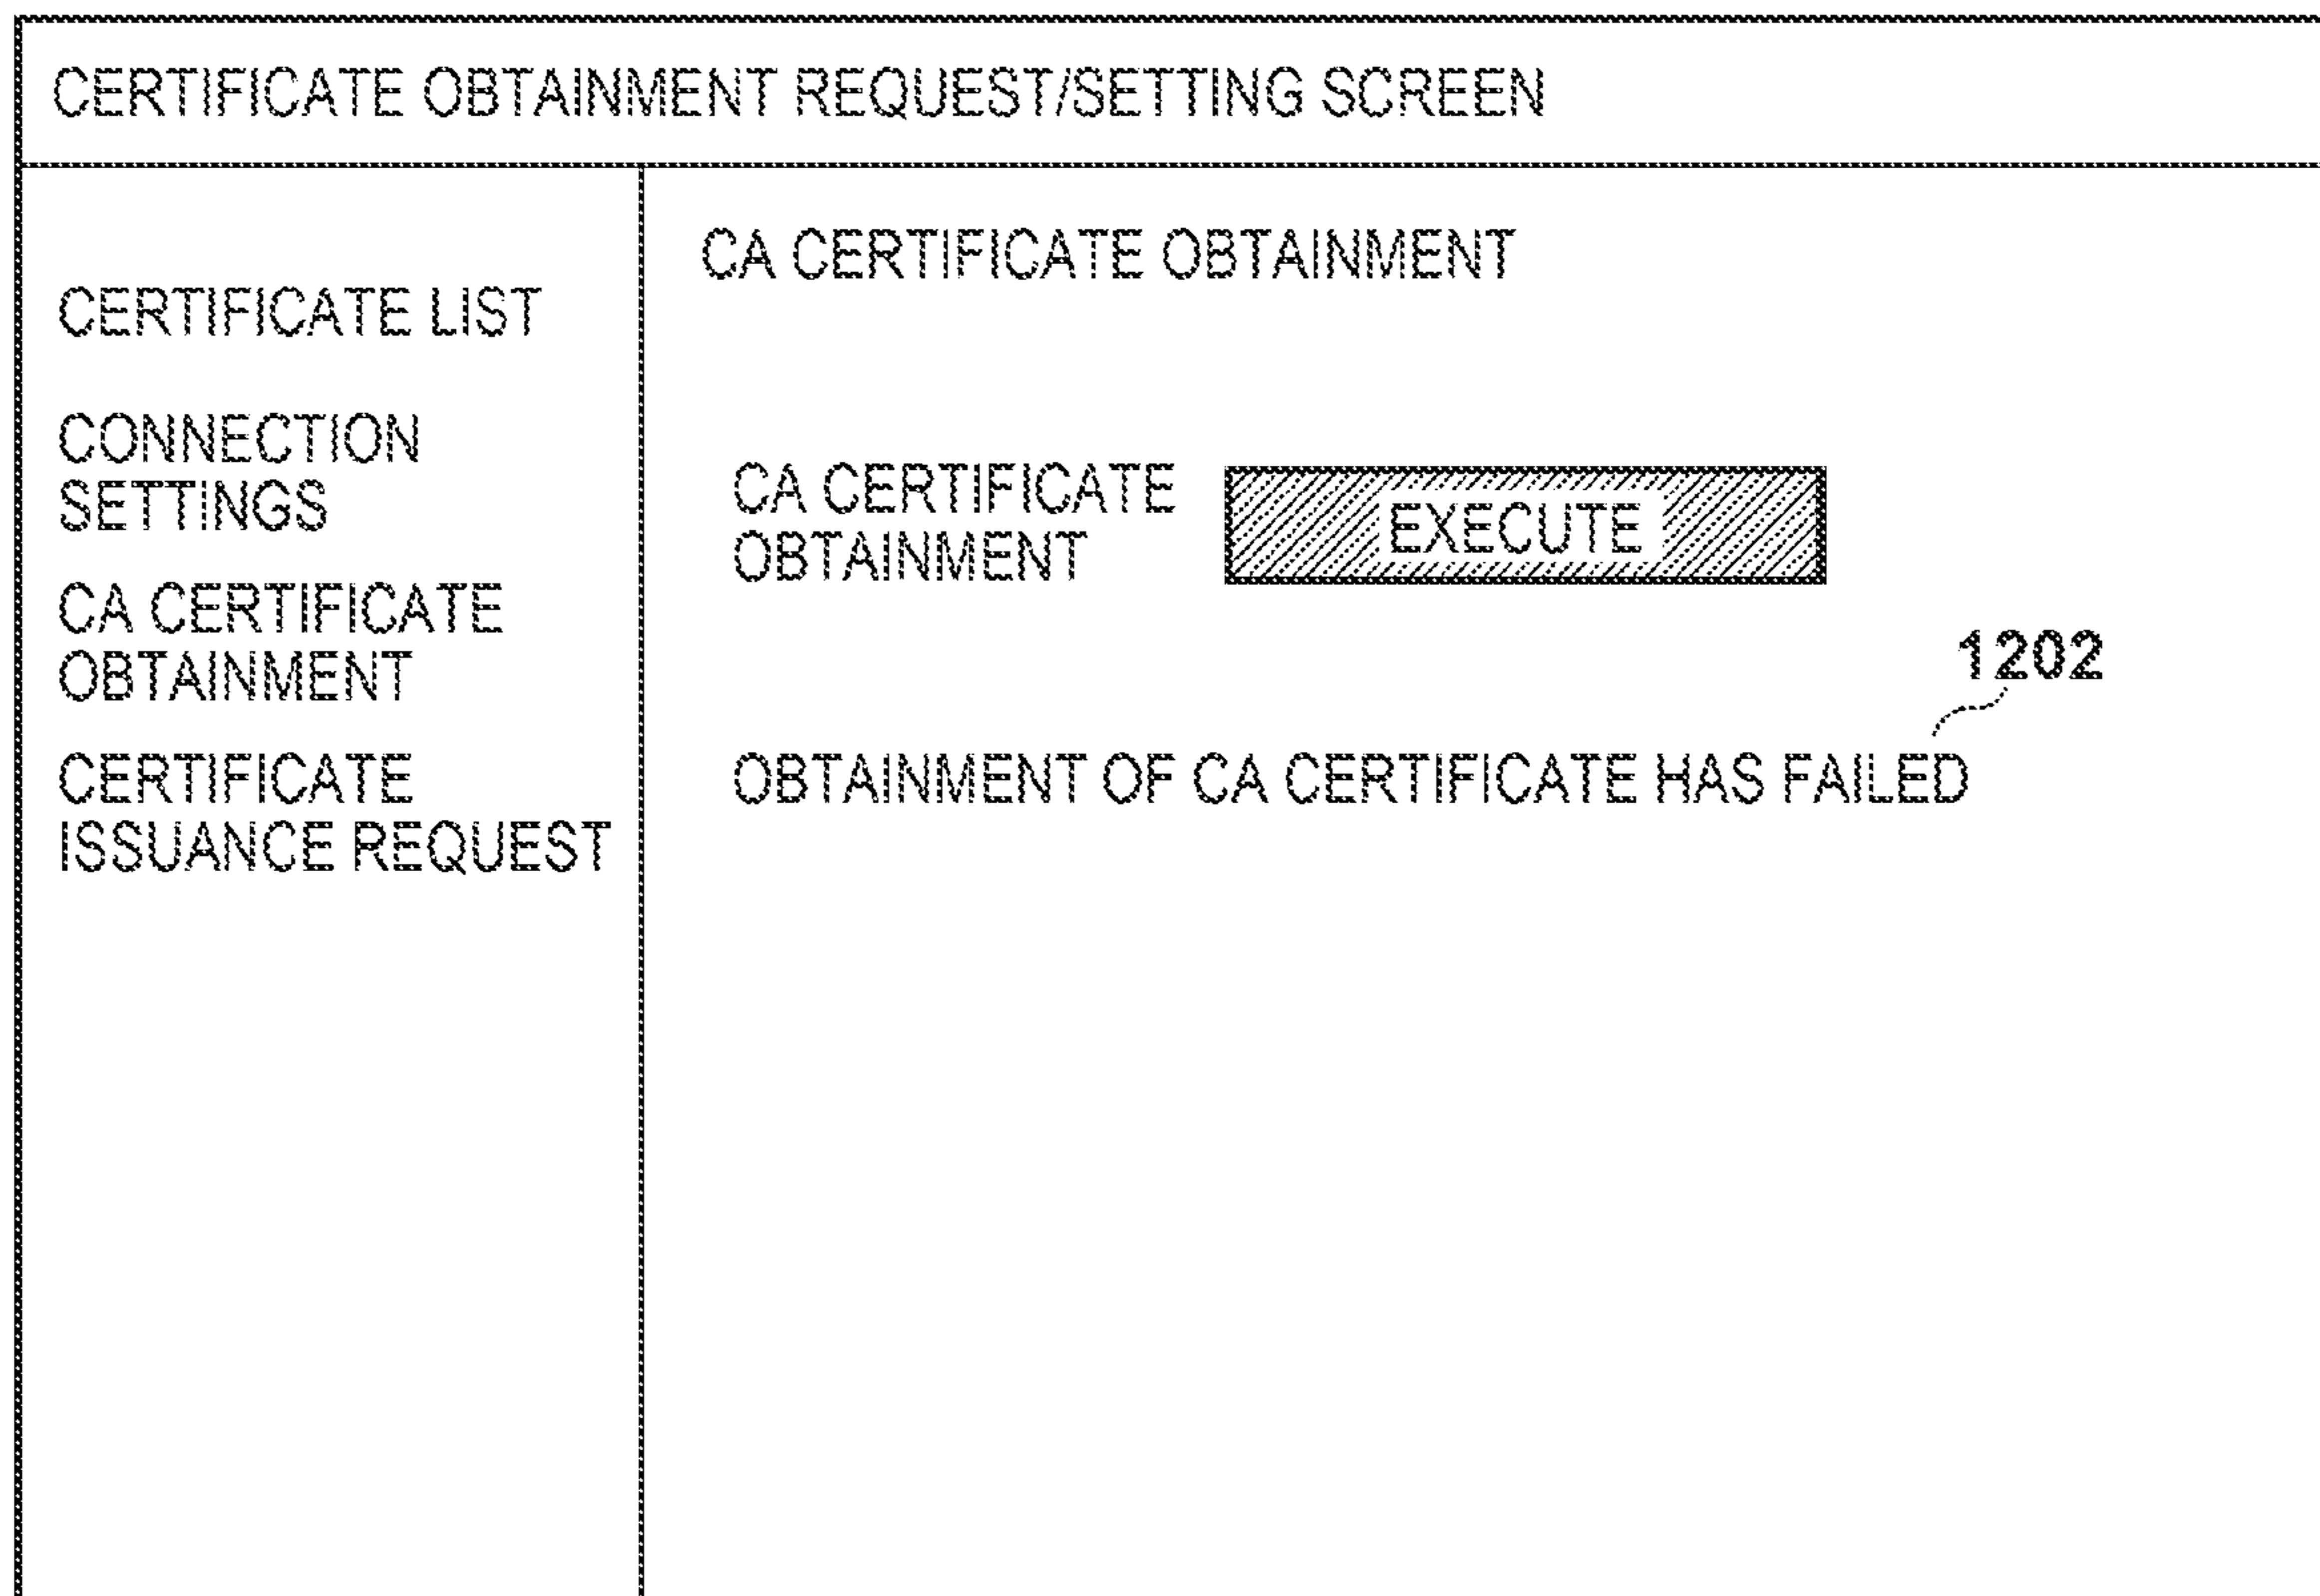 CERTIFICATE OBTAINMENT REQUEST/SETTING SCREEN
CERTIFICATE LIST
CONNECTION
SETTINGS
CA CERTIFICATE
OBTAINMENT
CERTIFICATE
ISSUANCE REQUEST
CA CERTIFICATE OBTAINMENT
CA CERTIFICATE
OBTAINMENT
EXECUTE
1202
OBTAINMENT OF CA CERTIFICATE HAS FAILED